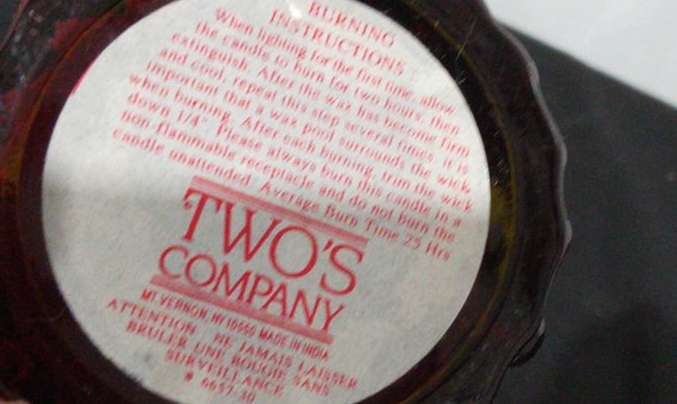 BURNING
INSTRUCTIONS
When lighting for the first time, allow
the candle to burn for two hours, then
extinguish. After the wax has become firm
and cool, repeat this step several times. it is
important that a wax pool surrounds the wick
when burning. After each burning, trim the wick
down 1/4". Please always burn this candle in a
non flammable receptacle and do not burn the
candle unattended. Average Burn Time 25 Hrs
TWO'S
COMPANY
MT. VERNON, NY 10550 MADE IN INDIA
ATTENTION NE JAMAIS LAISSER
BRULER UNE BOUGIE SANS
SURVEILLANCE
# 6657-30